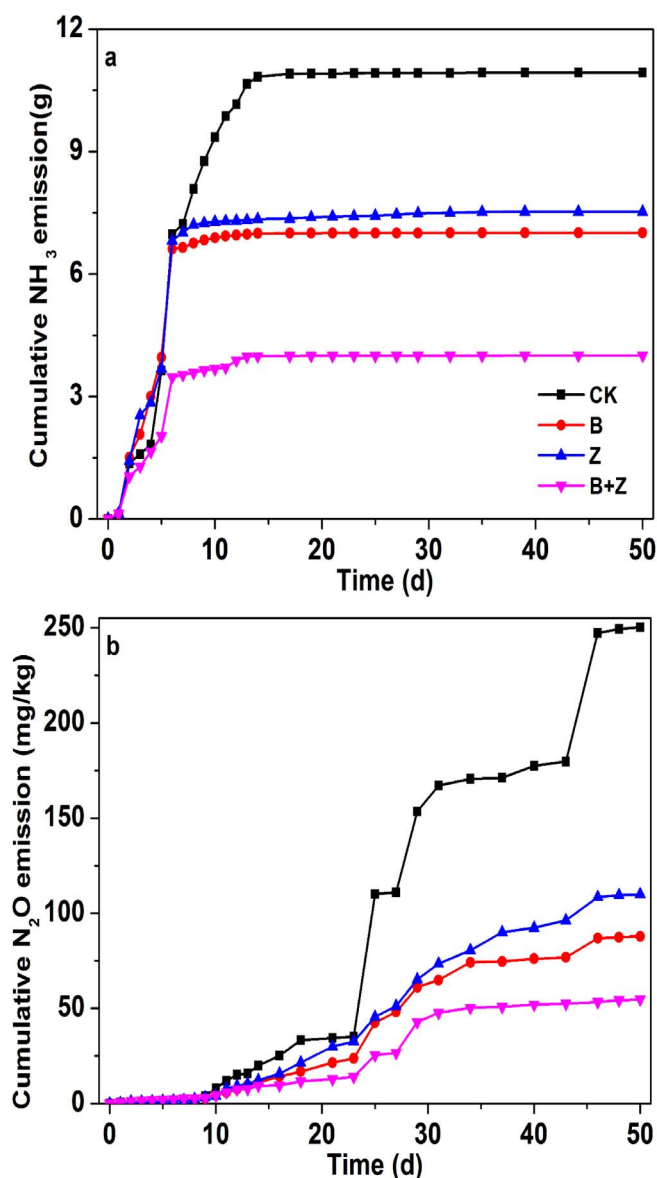 a
Cumulative NH3 emission(g)
12
9
6
3
0
CK
B
Z
B+Z
0 10 20 30 40 50
Time (d)
b
Cumulative N2O emission (mg/kg)
250
200
150
100
50
0
0 10 20 30 40 50
Time (d)